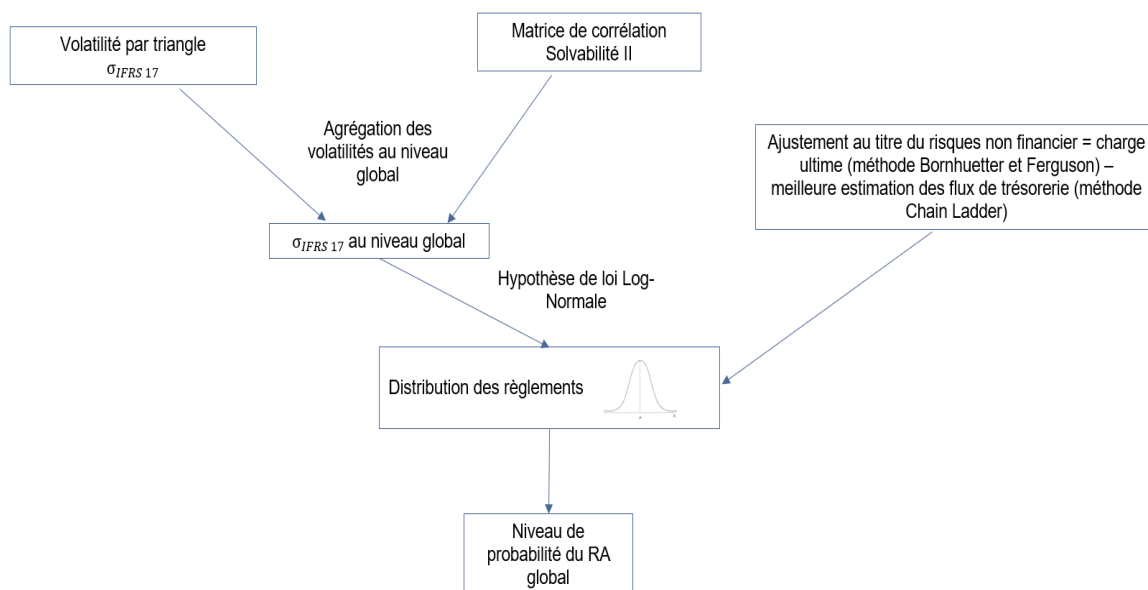 Volatilité par triangle
σIFRS 17
Matrice de corrélation
Solvabilité II
Agrégation des
volatilités au niveau
global
Ajustement au titre du risques non financier = charge
ultime (méthode Bornhuetter et Ferguson) –
meilleure estimation des flux de trésorerie (méthode
Chain Ladder)
σIFRS 17 au niveau global
Hypothèse de loi Log-
Normale
Distribution des règlements
Niveau de
probabilité du RA
global